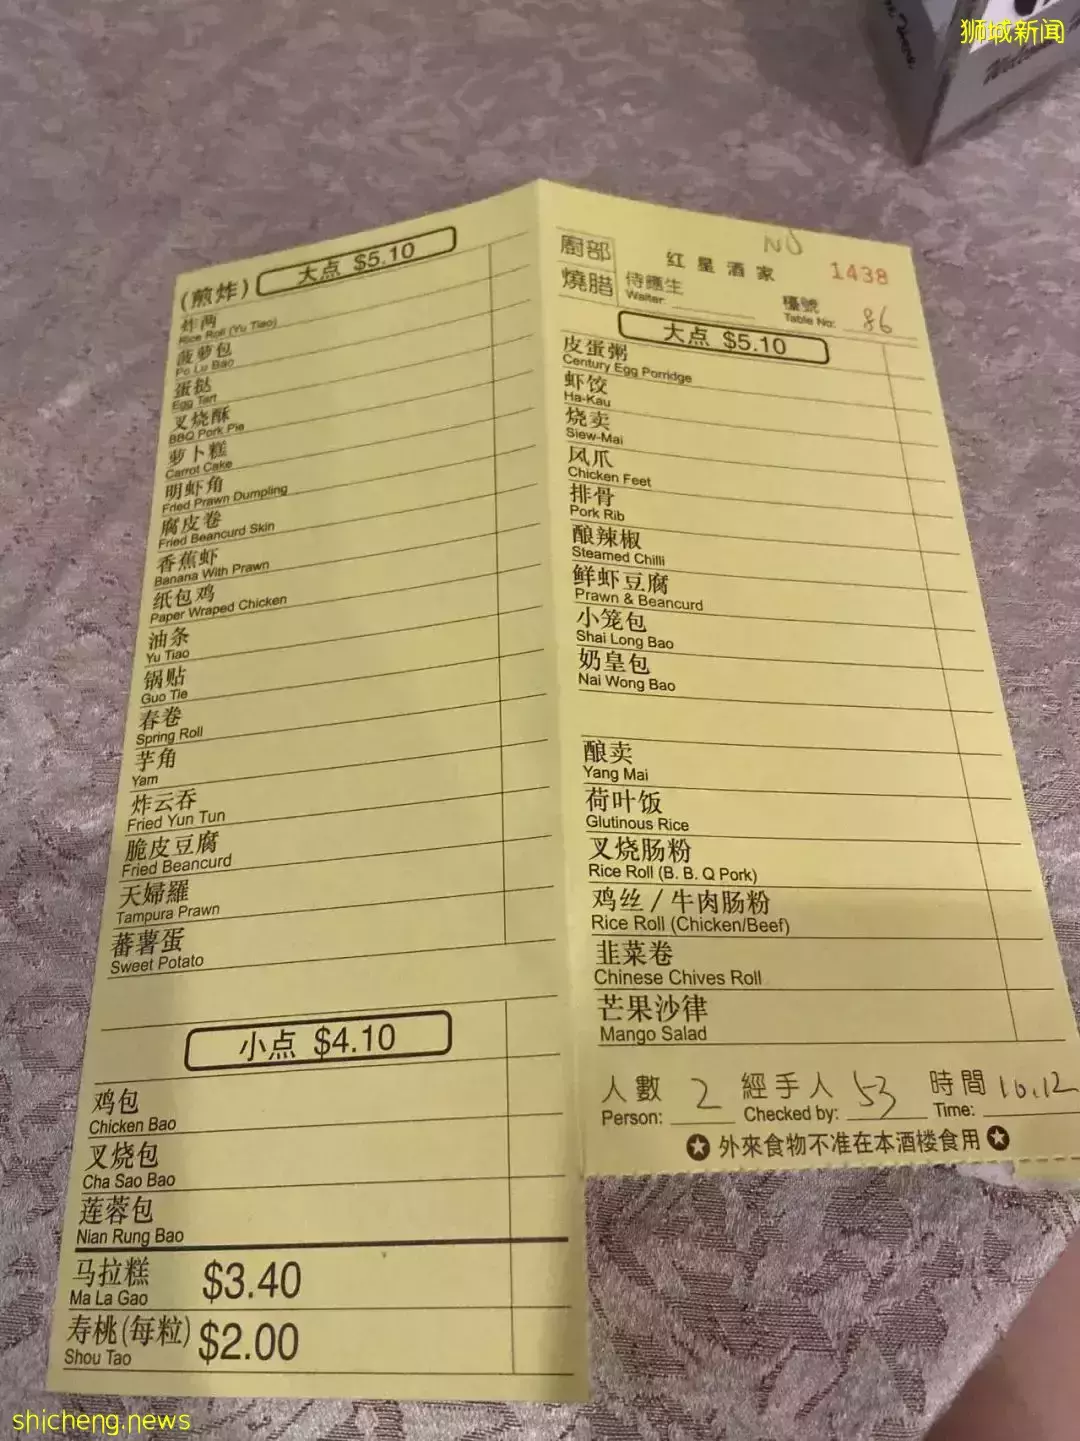 狮城新闻
(煎炸) 大点 $5.10
炸两
Rice Roll (Yu Tiao)
菠萝包
Po Lu Bao
蛋挞
Egg Tart
叉烧酥
BBQ Pork Pie
萝卜糕
Carrot Cake
明虾角
Fried Prawn Dumpling
腐皮卷
Fried Beancurd Skin
香蕉虾
Banana With Prawn
纸包鸡
Paper Wraped Chicken
油条
Yu Tiao
锅贴
Guo Tie
春卷
Spring Roll
芋角
Yam
炸云吞
Fried Yun Tun
脆皮豆腐
Fried Beancurd
天婦羅
Tampura Prawn
蕃薯蛋
Sweet Potato
小点 $4.10
鸡包
Chicken Bao
叉烧包
Cha Sao Bao
莲蓉包
Nian Rung Bao
马拉糕 $3.40
Ma La Gao
寿桃(每粒) $2.00
Shou Tao
廚部
燒腊
红星酒家
1438
侍應生
Waiter
檯號
Table No: 86
大点 $5.10
皮蛋粥
Century Egg Porridge
虾饺
Ha-Kau
烧卖
Siew-Mai
凤爪
Chicken Feet
排骨
Pork Rib
酿辣椒
Steamed Chilli
鲜虾豆腐
Prawn & Beancurd
小笼包
Shai Long Bao
奶皇包
Nai Wong Bao
酿卖
Yang Mai
荷叶饭
Glutinous Rice
叉烧肠粉
Rice Roll (B. B. Q Pork)
鸡丝 / 牛肉肠粉
Rice Roll (Chicken/Beef)
韭菜卷
Chinese Chives Roll
芒果沙律
Mango Salad
人數 2 經手人 53 時間 10.12
Person: Checked by: Time:
✪ 外來食物不准在本酒楼食用 ✪
shicheng.news